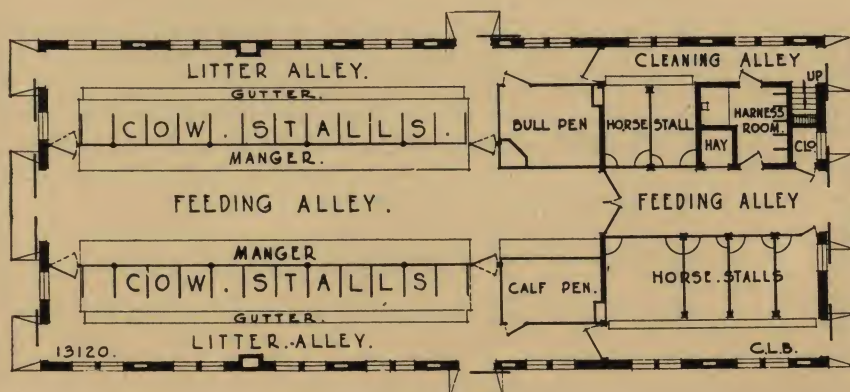 LITTER ALLEY.
GUTTER.
COW. STALLS.
MANGER.
FEEDING ALLEY.
MANGER
COW. STALLS
GUTTER.
LITTER. ALLEY.
13120.
CLEANING ALLEY
UP
BULL PEN
HORSE STALL
HARNESS
ROOM.
HAY
CLO.
FEEDING ALLEY
CALF PEN.
HORSE. STALLS
C.L.B.